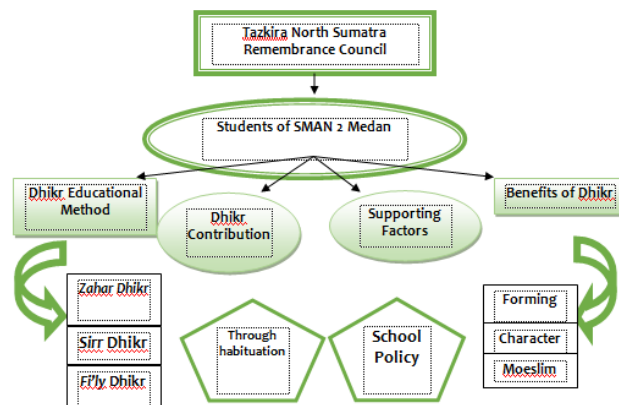 Tazkira North Sumatra
Remembrance Council
Students of SMAN 2 Medan
Dhikr Educational
Method
Dhikr
Contribution
Supporting
Factors
Benefits of Dhikr
Zahar Dhikr
Sirr Dhikr
Fi'ly Dhikr
Through
habituation
School
Policy
Forming
Character
Moeslim